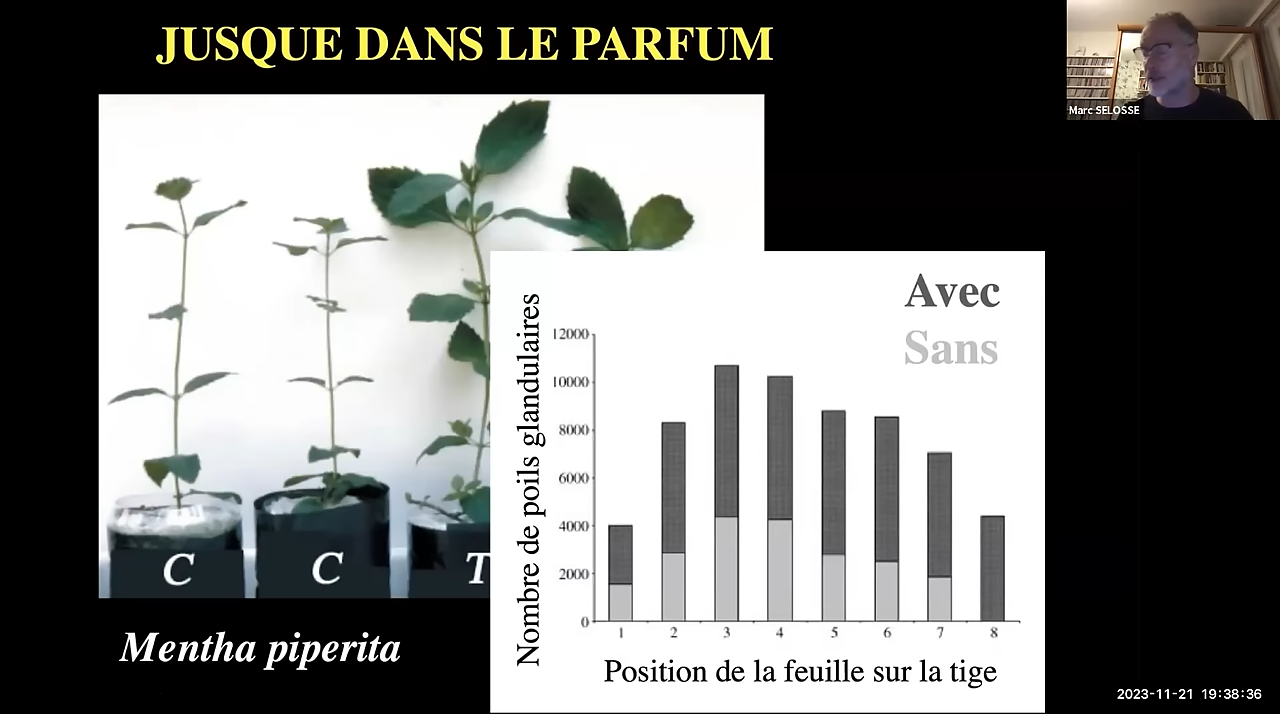 JUSQUE DANS LE PARFUM
Marc SELOSSE
C
C
T
Mentha piperita
Avec
Sans
Nombre de poils glandulaires
12000
10000
8000
6000
4000
2000
0
1 2 3 4 5 6 7 8
Position de la feuille sur la tige
2023-11-21 19:38:36